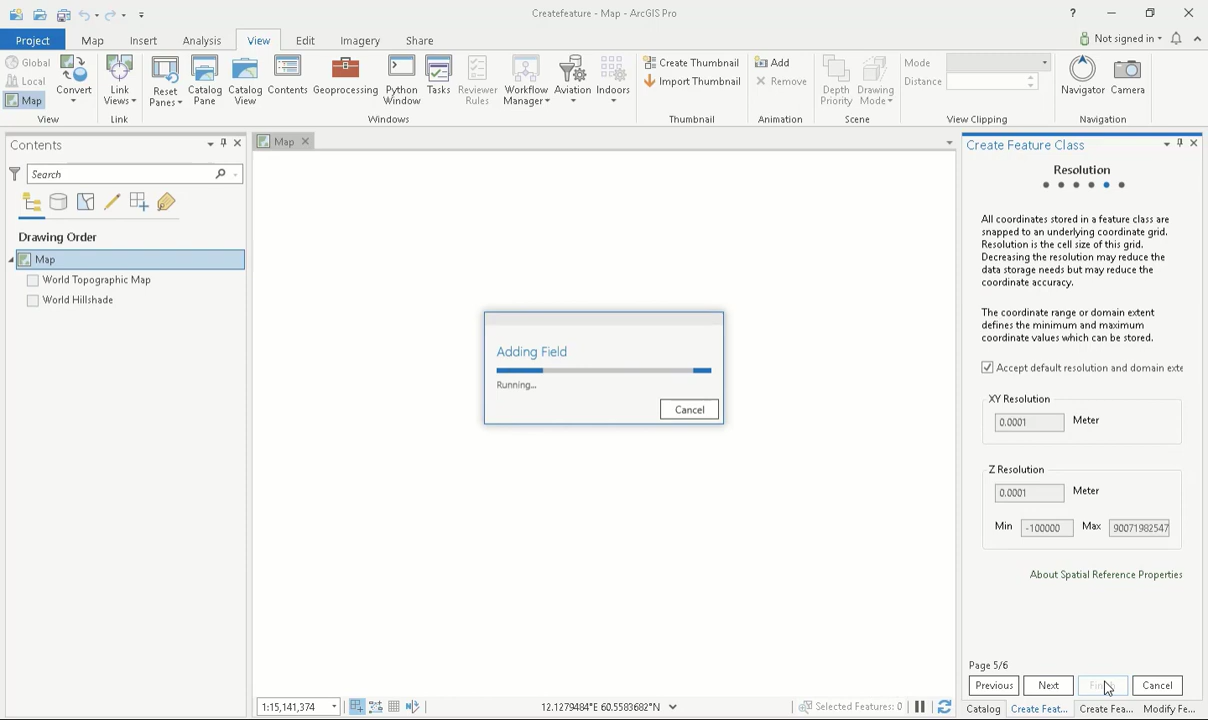 Createfeature - Map - ArcGIS Pro
?
Project Map Insert Analysis View Edit Imagery Share
Not signed in
Global
Local
Map
Convert
Link Views
Reset Panes
Catalog Pane
Catalog View
Contents
Geoprocessing
Python Window
Tasks
Reviewer Rules
Workflow Manager
Aviation
Indoors
Create Thumbnail
Import Thumbnail
Add
Remove
Depth Priority
Drawing Mode
Mode
Distance
Navigator
Camera
View Link Windows Thumbnail Animation Scene View Clipping Navigation
Contents
Search
Drawing Order
Map
World Topographic Map
World Hillshade
Map
Adding Field
Running...
Cancel
Create Feature Class
Resolution
All coordinates stored in a feature class are
snapped to an underlying coordinate grid.
Resolution is the cell size of this grid.
Decreasing the resolution may reduce the
data storage needs but may reduce the
coordinate accuracy.
The coordinate range or domain extent
defines the minimum and maximum
coordinate values which can be stored.
Accept default resolution and domain exte
XY Resolution
0.0001 Meter
Z Resolution
0.0001 Meter
Min -100000 Max 90071982547
About Spatial Reference Properties
Page 5/6
Previous Next Cancel
1:15,141,374
12.1279484°E 60.5583682°N
Selected Features: 0
Catalog Create Feat... Create Fea... Modify Fe...